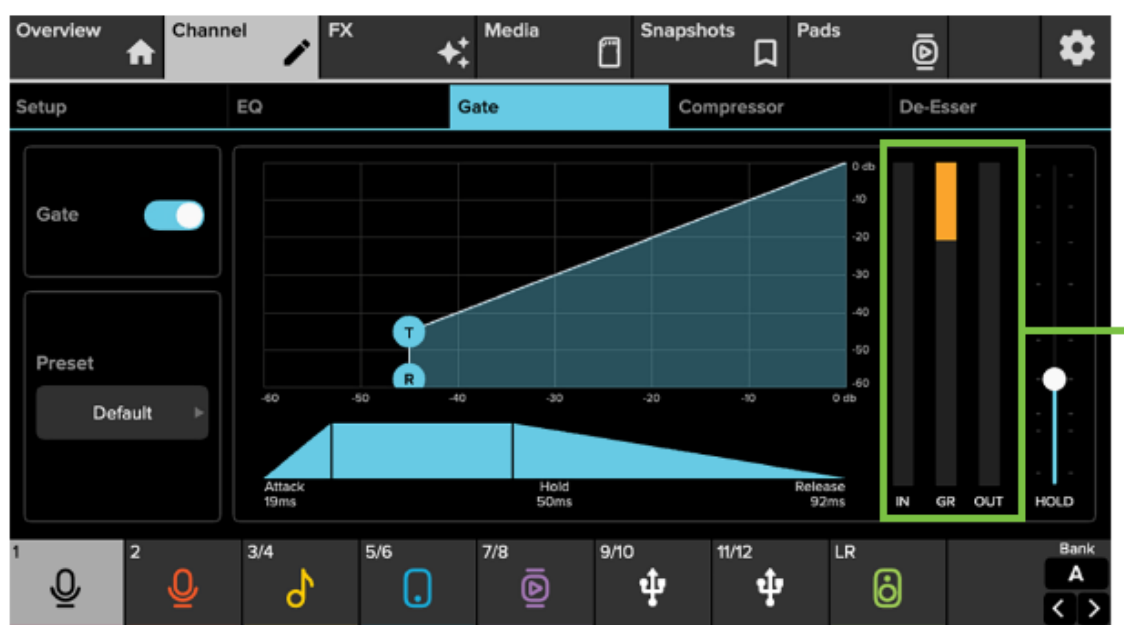 Overview Channel FX Media Snapshots Pads
Setup EQ Gate Compressor De-Esser
Gate
Preset
Default
T
R
0 db
-10
-20
-30
-40
-50
-60
-60 -50 -40 -30 -20 -10 0 db
Attack
19ms
Hold
50ms
Release
92ms
IN GR OUT HOLD
1 2 3/4 5/6 7/8 9/10 11/12 LR Bank
A